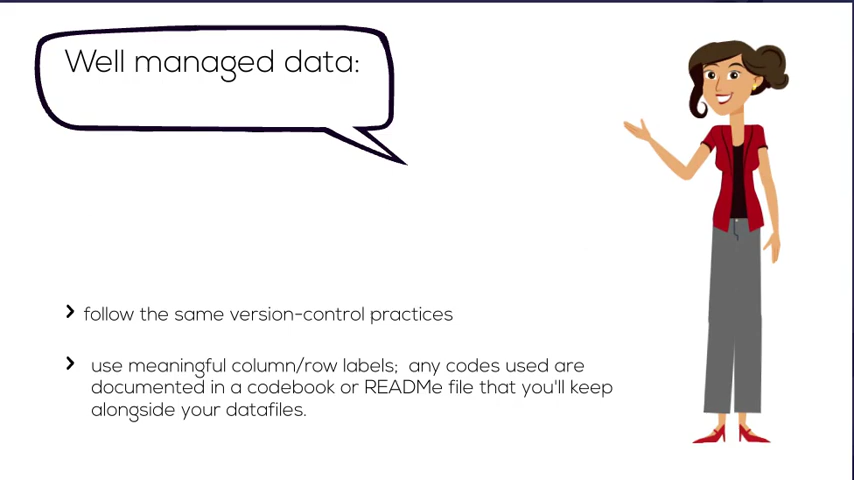 Well managed data:
follow the same version-control practices
use meaningful column/row labels; any codes used are
documented in a codebook or READMe file that you'll keep
alongside your datafiles.